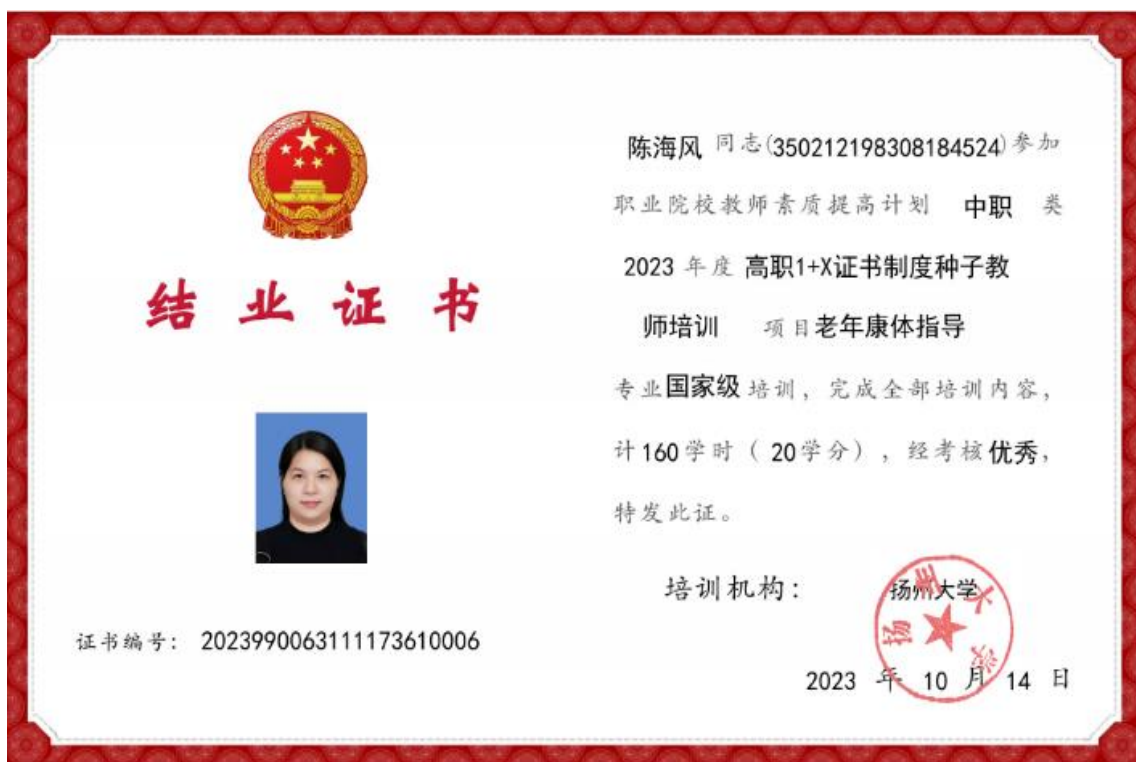 结业证书
证书编号： 2023990063111173610006
陈海风 同志(350212198308184524)参加
职业院校教师素质提高计划 中职 类
2023 年度 高职1+X证书制度种子教
师培训 项目老年康体指导
专业国家级培训，完成全部培训内容，
计160学时（ 20学分），经考核优秀，
特发此证。
培训机构： 扬州大学
扬州大学
2023 年 10 月 14 日